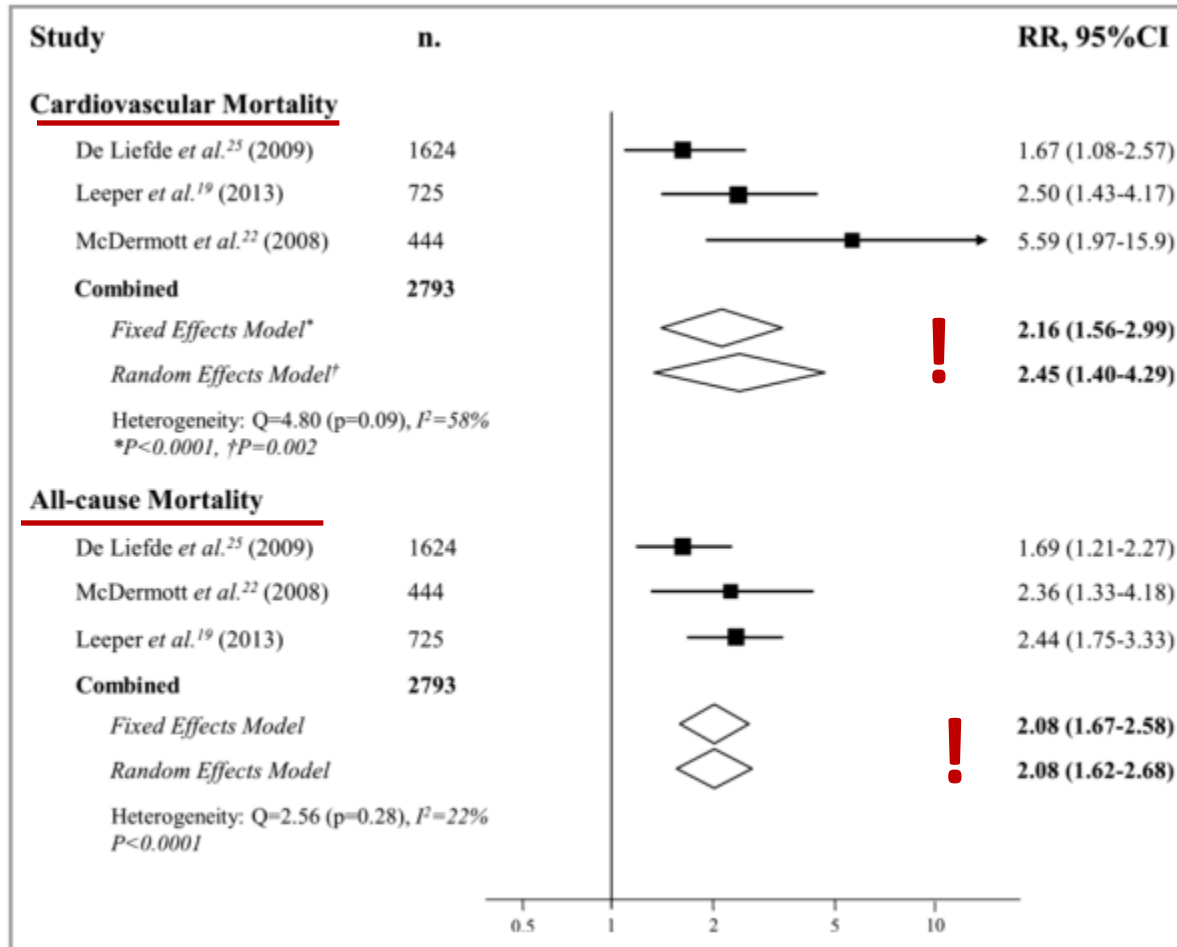 Study n. RR, 95%CI
Cardiovascular Mortality
De Liefde et al.25 (2009) 1624 1.67 (1.08-2.57)
Leeper et al.19 (2013) 725 2.50 (1.43-4.17)
McDermott et al.22 (2008) 444 5.59 (1.97-15.9)
Combined 2793
Fixed Effects Model* 2.16 (1.56-2.99)
Random Effects Model† ! 2.45 (1.40-4.29)
Heterogeneity: Q=4.80 (p=0.09), I2=58%
*P<0.0001, †P=0.002
All-cause Mortality
De Liefde et al.25 (2009) 1624 1.69 (1.21-2.27)
McDermott et al.22 (2008) 444 2.36 (1.33-4.18)
Leeper et al.19 (2013) 725 2.44 (1.75-3.33)
Combined 2793
Fixed Effects Model 2.08 (1.67-2.58)
Random Effects Model ! 2.08 (1.62-2.68)
Heterogeneity: Q=2.56 (p=0.28), I2=22%
P<0.0001
0.5 1 2 5 10